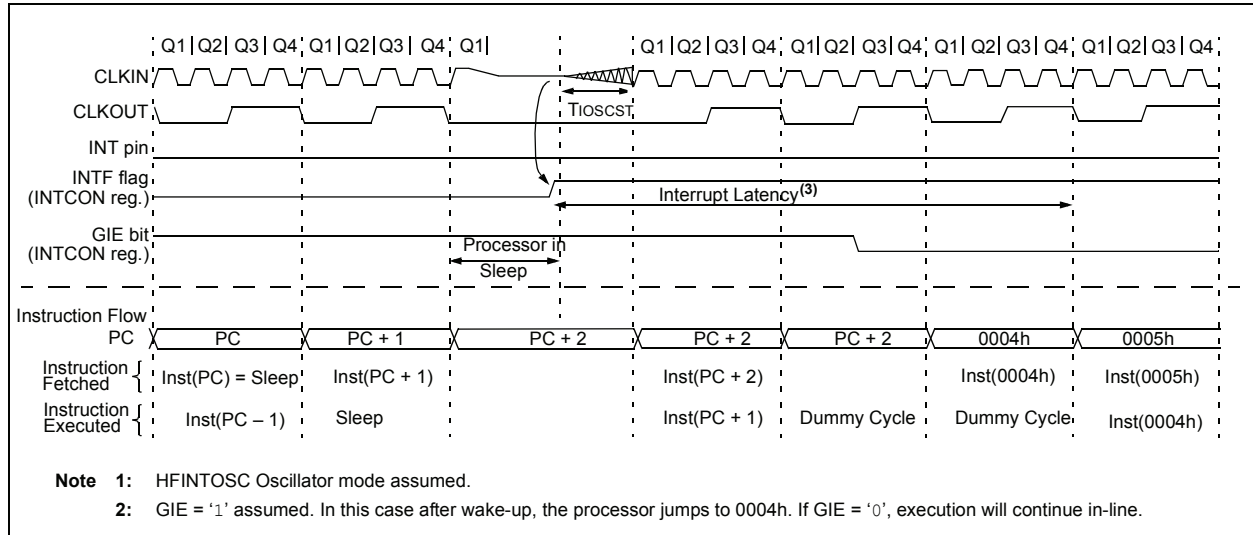 Q1 Q2 Q3 Q4 Q1 Q2 Q3 Q4 Q1 Q1 Q2 Q3 Q4 Q1 Q2 Q3 Q4 Q1 Q2 Q3 Q4 Q1 Q2 Q3 Q4
CLKIN
CLKOUT
TIOSCST
INT pin
INTF flag
(INTCON reg.)
Interrupt Latency(3)
GIE bit
(INTCON reg.)
Processor in
Sleep
Instruction Flow
PC PC PC + 1 PC + 2 PC + 2 PC + 2 0004h 0005h
Instruction
Fetched { Inst(PC) = Sleep Inst(PC + 1) Inst(PC + 2) Inst(0004h) Inst(0005h)
Instruction
Executed { Inst(PC – 1) Sleep Inst(PC + 1) Dummy Cycle Dummy Cycle Inst(0004h)
Note 1: HFINTOSC Oscillator mode assumed.
2: GIE = '1' assumed. In this case after wake-up, the processor jumps to 0004h. If GIE = '0', execution will continue in-line.